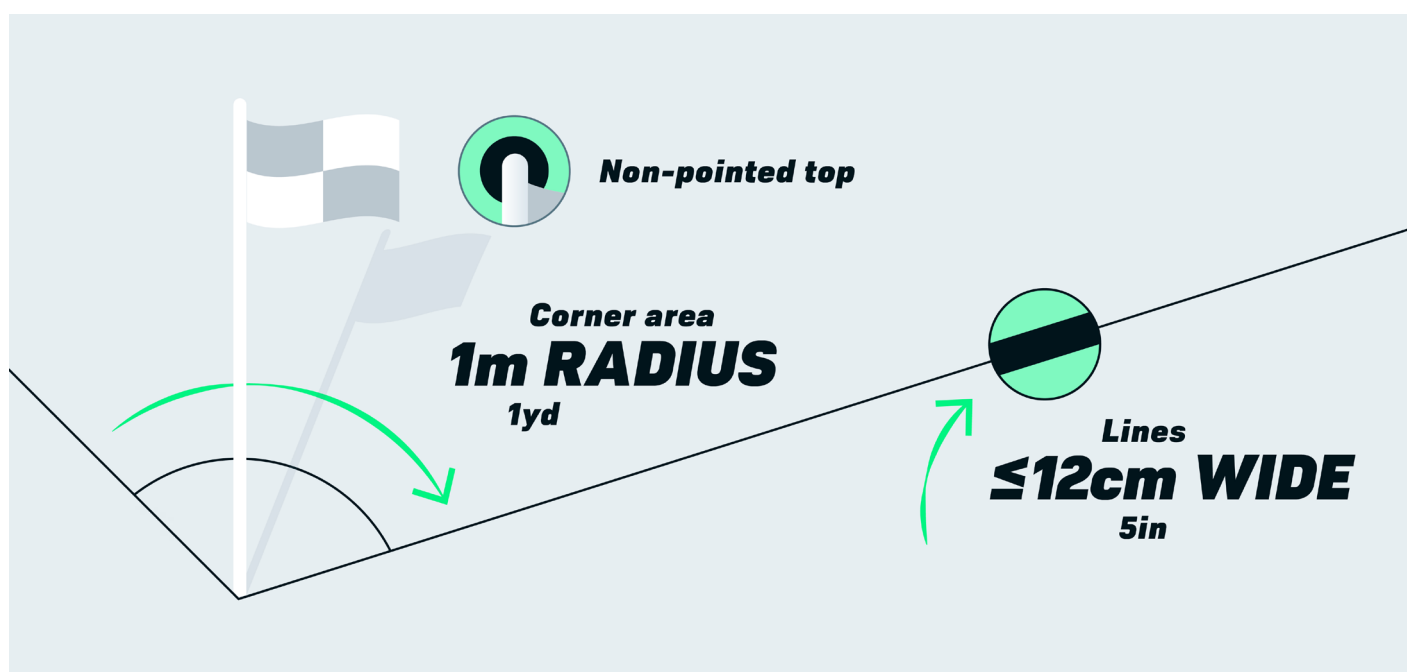 Non-pointed top
Corner area
1m RADIUS
1yd
Lines
≤12cm WIDE
5in